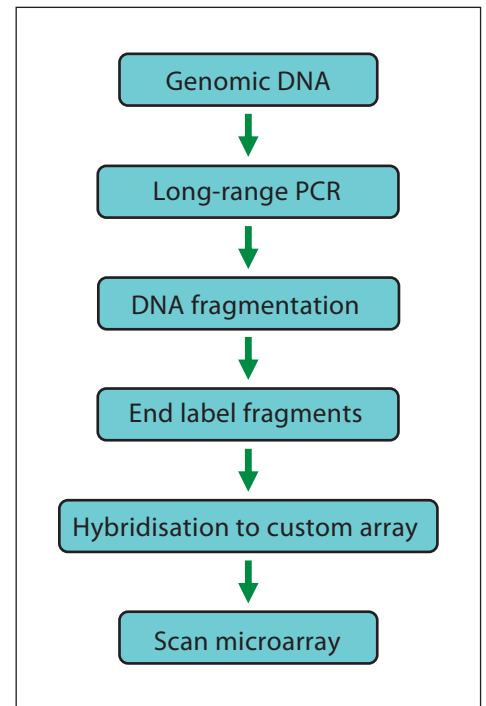 Genomic DNA
Long-range PCR
DNA fragmentation
End label fragments
Hybridisation to custom array
Scan microarray